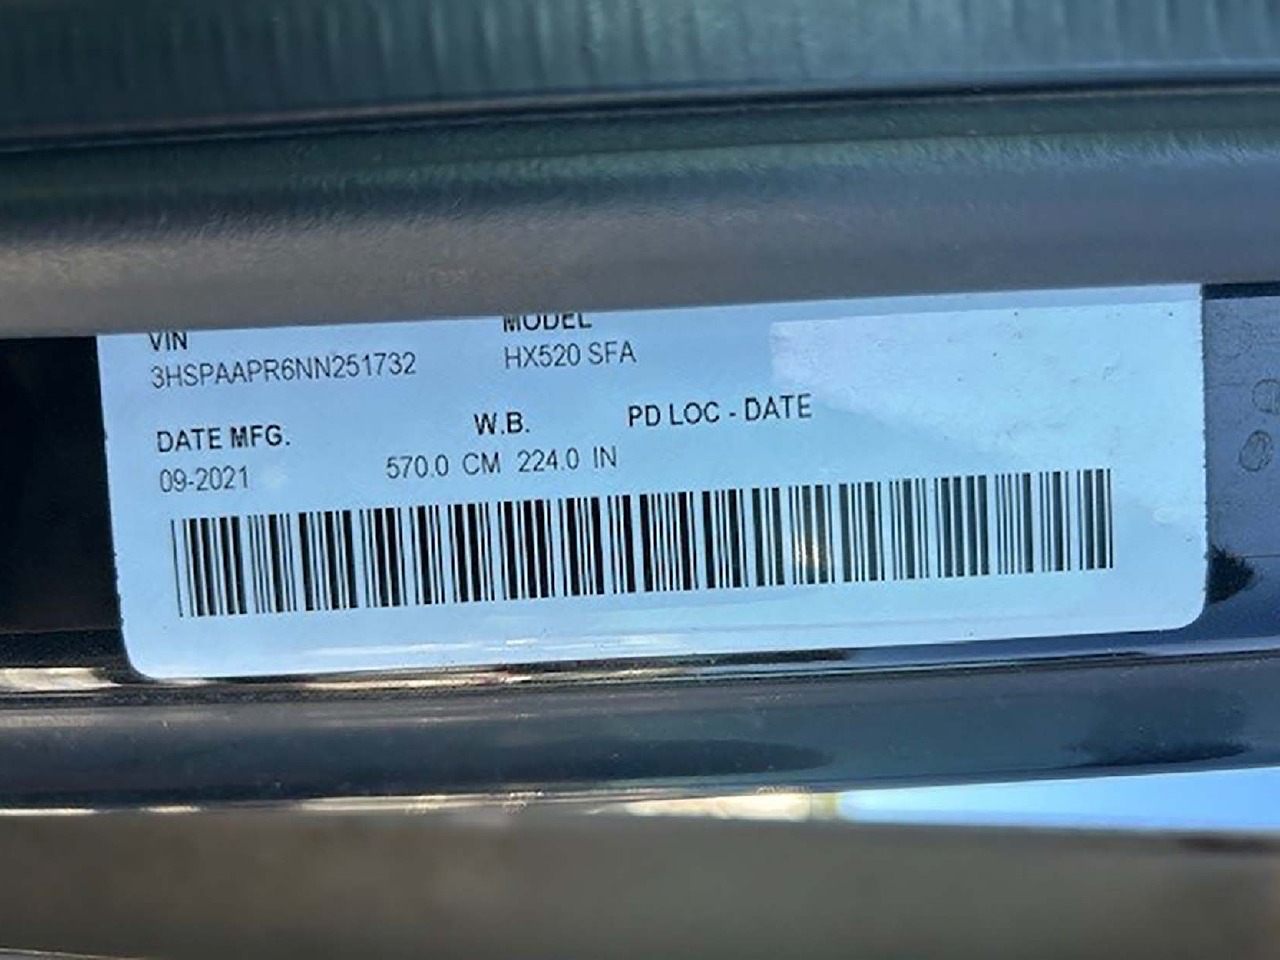 VIN MODEL
3HSPAAPR6NN251732 HX520 SFA
DATE MFG. W.B. PD LOC - DATE
09-2021 570.0 CM 224.0 IN